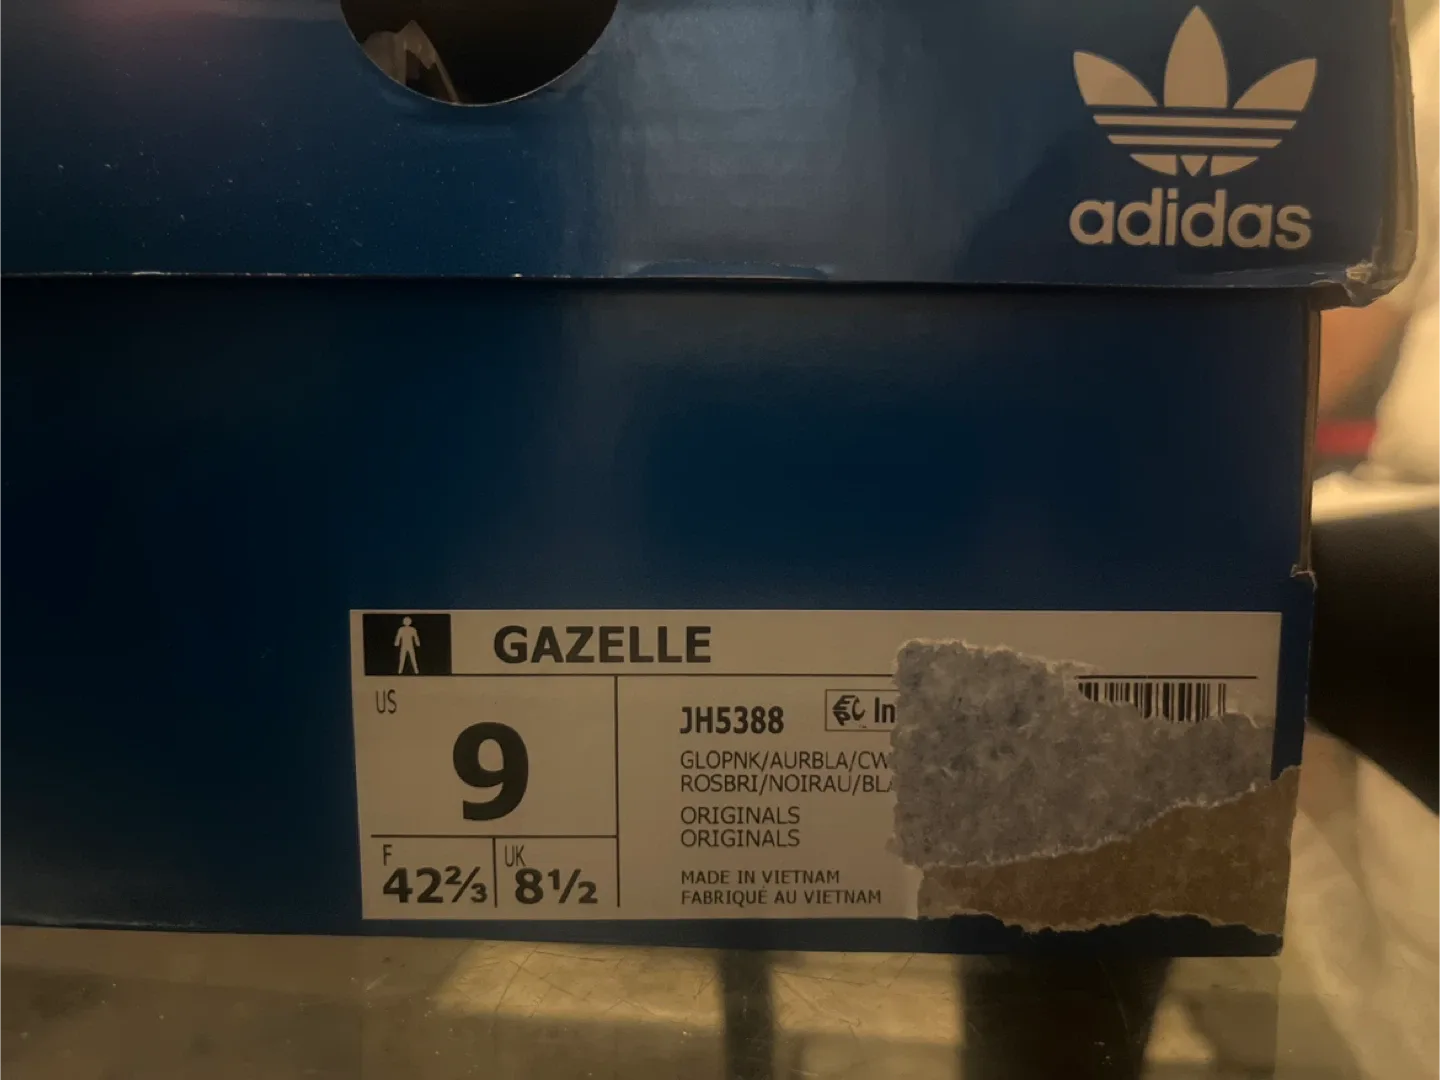 adidas
GAZELLE
US
9
F
42⅔
UK
8½
JH5388
GLOPNK/AURBLA/CW
ROSBRI/NOIRAU/BL
ORIGINALS
ORIGINALS
MADE IN VIETNAM
FABRIQUÉ AU VIETNAM